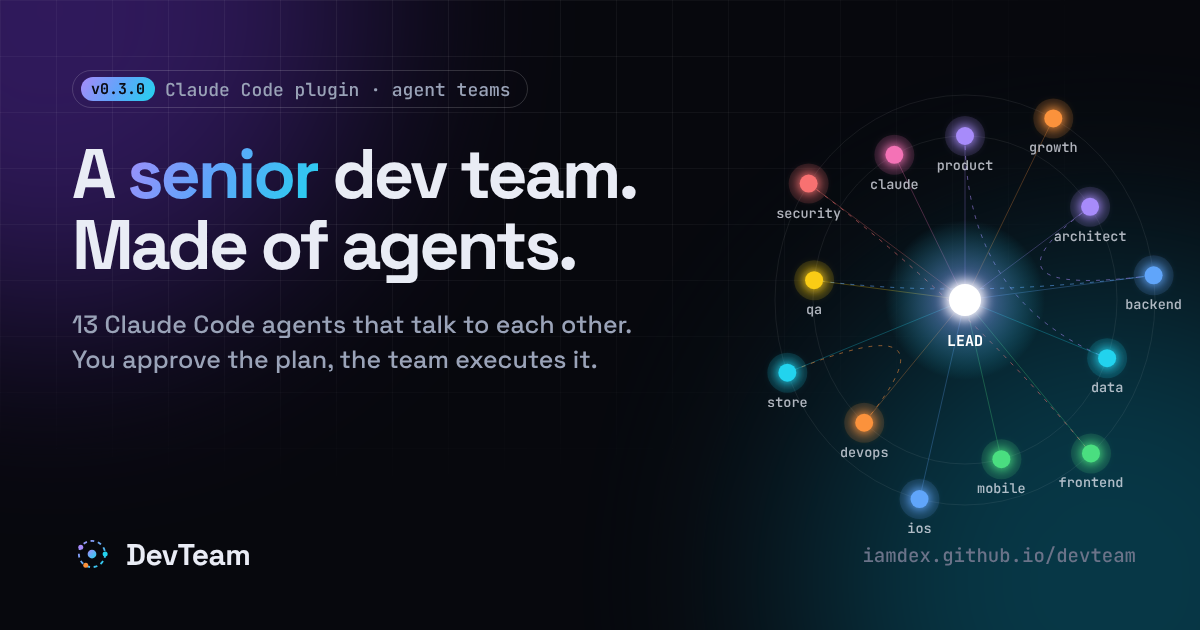 v0.3.0 Claude Code plugin · agent teams
A senior dev team.
Made of agents.
13 Claude Code agents that talk to each other.
You approve the plan, the team executes it.
growth
product
claude
security
architect
backend
qa
LEAD
data
store
devops
frontend
mobile
ios
DevTeam
iamdex.github.io/devteam